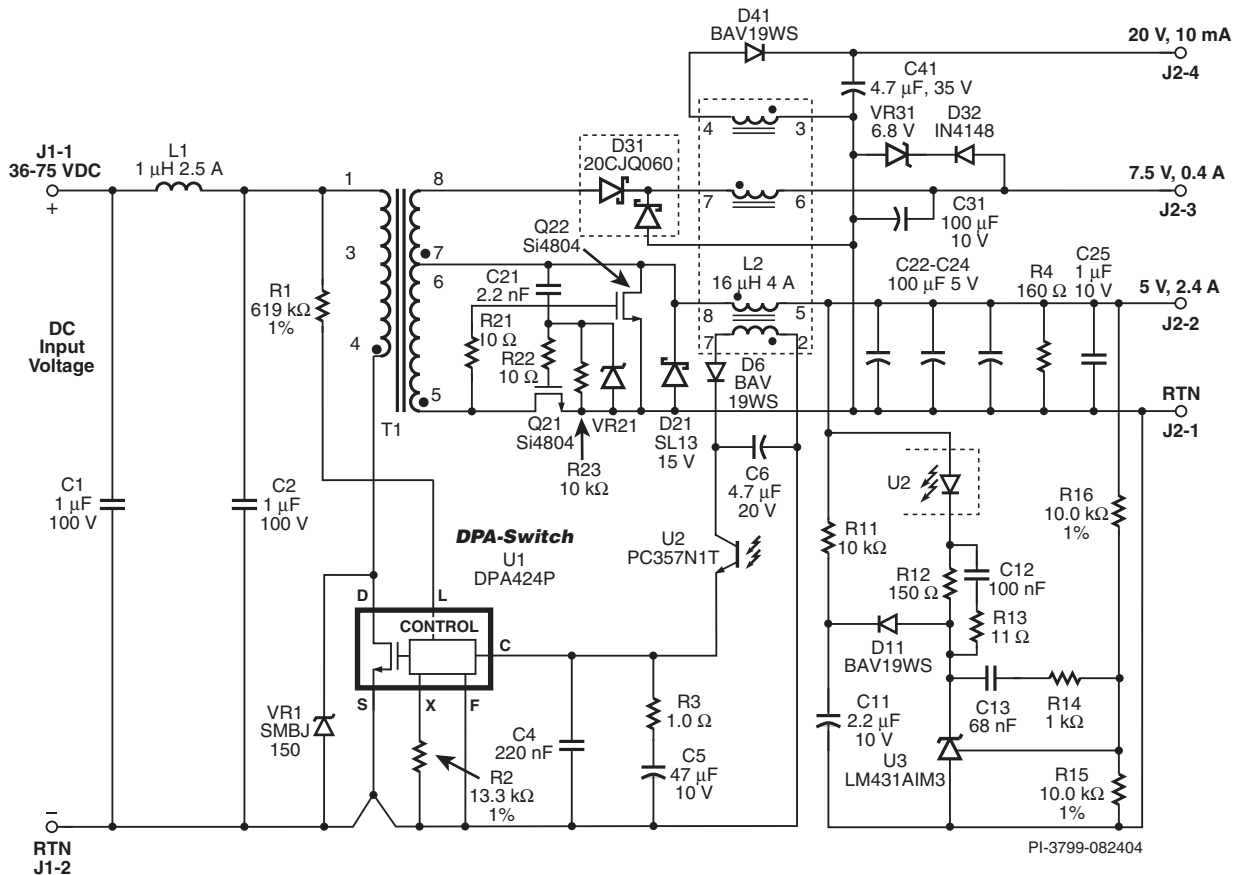 D41
BAV19WS
20 V, 10 mA
J2-4
C41
4.7 µF, 35 V
4
3
VR31
6.8 V
D32
IN4148
J1-1
36-75 VDC
+
L1
1 µH 2.5 A
1
8
D31
20CJQ060
7
6
7.5 V, 0.4 A
J2-3
C31
100 µF
10 V
3
7
6
Q22
Si4804
C21
2.2 nF
L2
16 µH 4 A
8
5
C22-C24
100 µF 5 V
R4
160 Ω
C25
1 µF
10 V
5 V, 2.4 A
J2-2
R1
619 kΩ
1%
DC
Input
Voltage
4
R21
10 Ω
R22
10 Ω
7
2
D6
BAV
19WS
5
T1
Q21
Si4804
VR21
D21
SL13
15 V
R23
10 kΩ
RTN
J2-1
C1
1 µF
100 V
C2
1 µF
100 V
C6
4.7 µF
20 V
U2
R16
10.0 kΩ
1%
DPA-Switch
U1
DPA424P
U2
PC357N1T
R11
10 kΩ
R12
150 Ω
C12
100 nF
R13
11 Ω
D
L
CONTROL
C
S
X
F
D11
BAV19WS
VR1
SMBJ
150
R2
13.3 kΩ
1%
C4
220 nF
R3
1.0 Ω
C5
47 µF
10 V
C11
2.2 µF
10 V
C13
68 nF
R14
1 kΩ
U3
LM431AIM3
R15
10.0 kΩ
1%
–
RTN
J1-2
PI-3799-082404